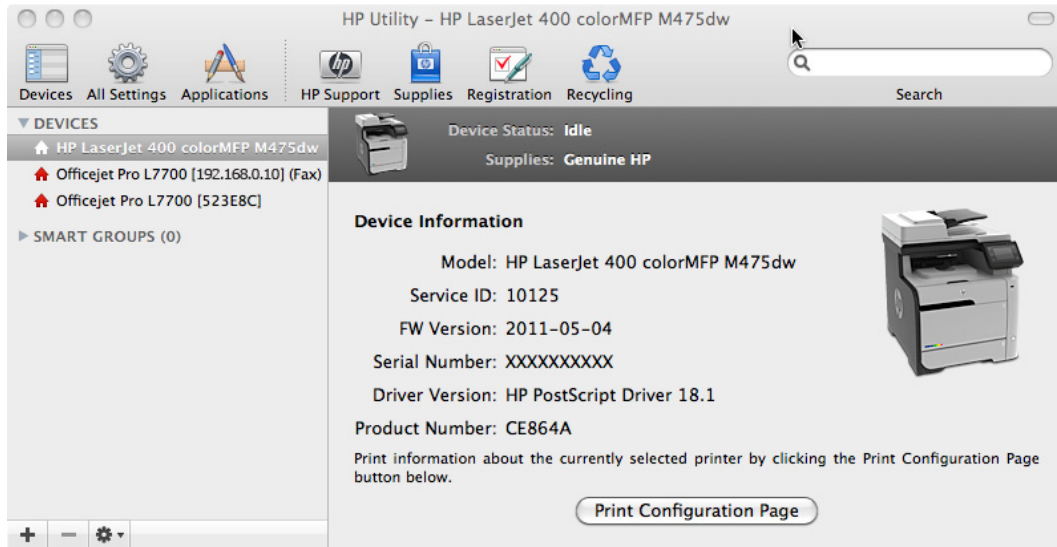 HP Utility – HP LaserJet 400 colorMFP M475dw
Devices All Settings Applications HP Support Supplies Registration Recycling Search
DEVICES
HP LaserJet 400 colorMFP M475dw
Officejet Pro L7700 [192.168.0.10] (Fax)
Officejet Pro L7700 [523E8C]
SMART GROUPS (0)
Device Status: Idle
Supplies: Genuine HP
Device Information
Model: HP LaserJet 400 colorMFP M475dw
Service ID: 10125
FW Version: 2011-05-04
Serial Number: XXXXXXXXXX
Driver Version: HP PostScript Driver 18.1
Product Number: CE864A
Print information about the currently selected printer by clicking the Print Configuration Page
button below.
Print Configuration Page